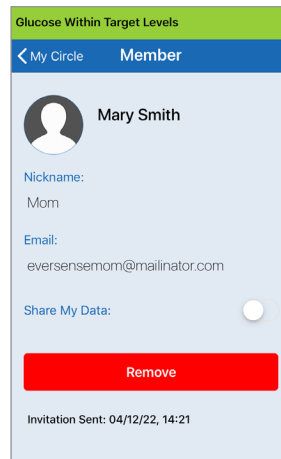 Glucose Within Target Levels
My Circle Member
Mary Smith
Nickname:
Mom
Email:
eversensemom@mailinator.com
Share My Data:
Remove
Invitation Sent: 04/12/22, 14:21